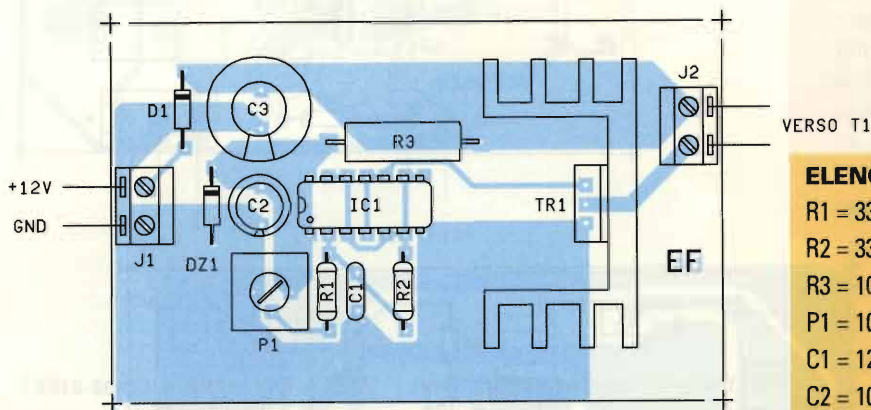 J2
D1
C3
R3
VERSO T1
+12V
GND
C2
IC1
TR1
J1
DZ1
EF
R1
C1
R2
P1
ELENC
R1 = 33
R2 = 33
R3 = 10
P1 = 10
C1 = 12
C2 = 10